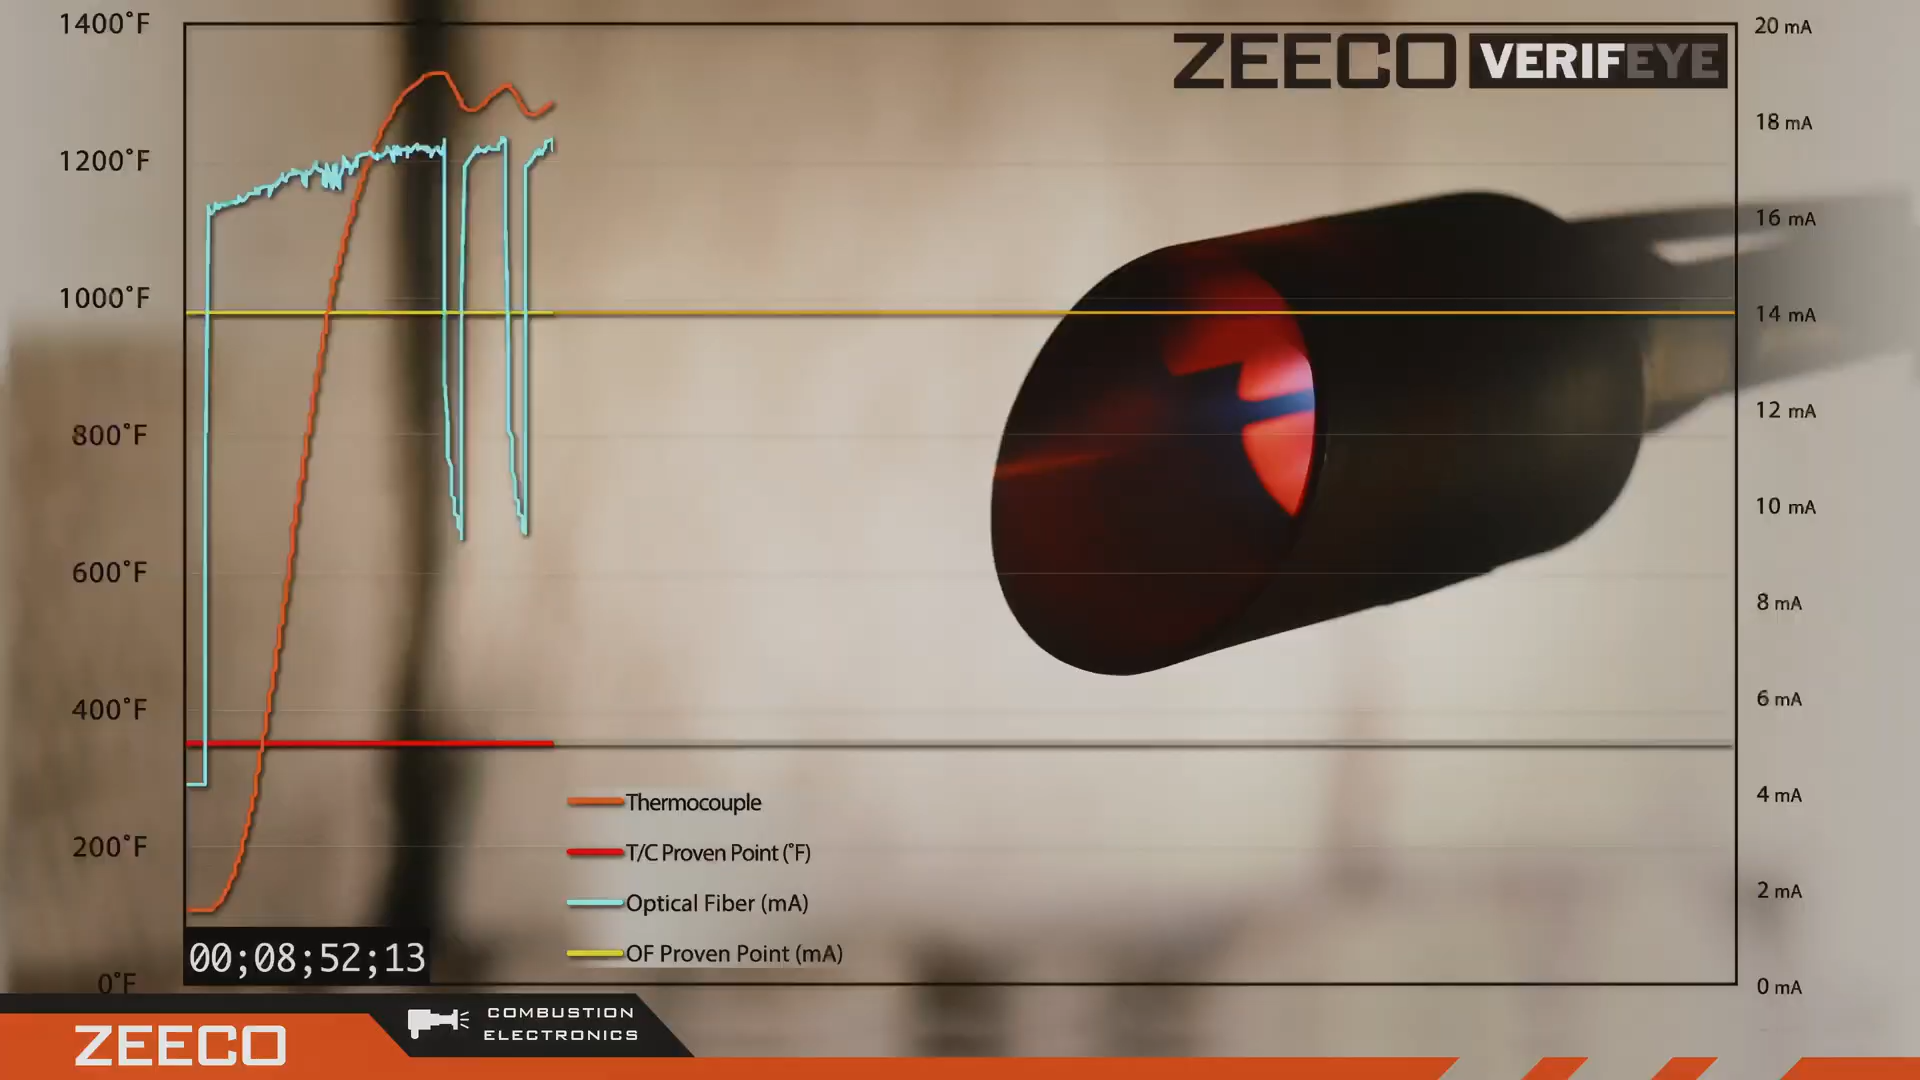 1400˚F
1200˚F
1000˚F
800˚F
600˚F
400˚F
200˚F
0˚F
20 mA
18 mA
16 mA
14 mA
12 mA
10 mA
8 mA
6 mA
4 mA
2 mA
0 mA
ZEECO VERIFEYE
Thermocouple
T/C Proven Point (˚F)
Optical Fiber (mA)
OF Proven Point (mA)
00;08;52;13
ZEECO
COMBUSTION
ELECTRONICS